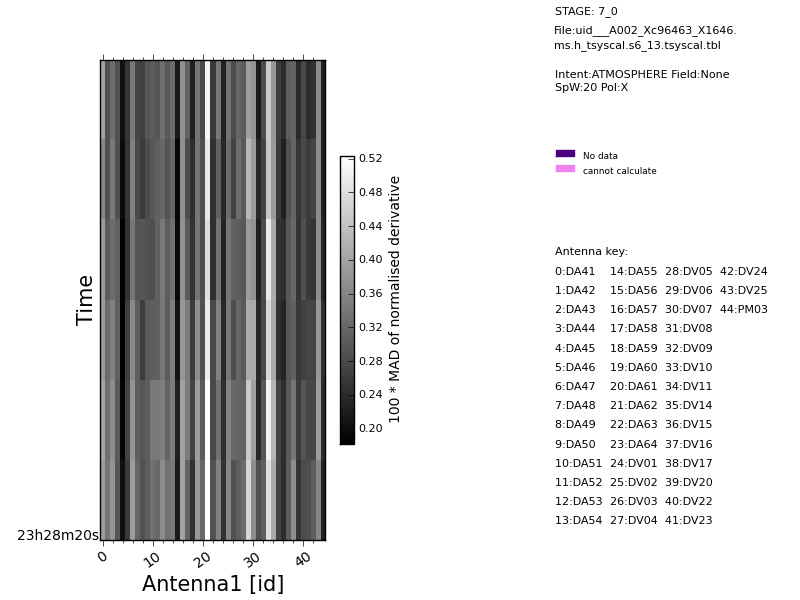 STAGE: 7_0
File:uid___A002_Xc96463_X1646.
ms.h_tsyscal.s6_13.tsyscal.tbl
Intent:ATMOSPHERE Field:None
SpW:20 Pol:X
No data
cannot calculate
0.52
0.48
0.44
0.40
0.36
0.32
0.28
0.24
0.20
100 * MAD of normalised derivative
Time
23h28m20s
0 10 20 30 40
Antenna1 [id]
Antenna key:
0:DA41 14:DA55 28:DV05 42:DV24
1:DA42 15:DA56 29:DV06 43:DV25
2:DA43 16:DA57 30:DV07 44:PM03
3:DA44 17:DA58 31:DV08
4:DA45 18:DA59 32:DV09
5:DA46 19:DA60 33:DV10
6:DA47 20:DA61 34:DV11
7:DA48 21:DA62 35:DV14
8:DA49 22:DA63 36:DV15
9:DA50 23:DA64 37:DV16
10:DA51 24:DV01 38:DV17
11:DA52 25:DV02 39:DV20
12:DA53 26:DV03 40:DV22
13:DA54 27:DV04 41:DV23